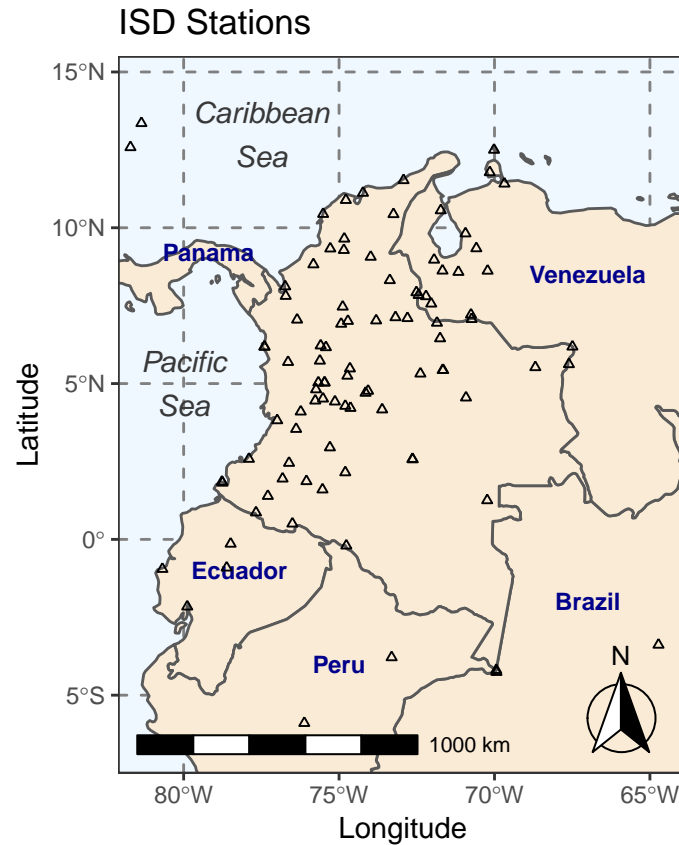 ISD Stations
15°N
Caribbean
Sea
10°N
Panama
Venezuela
Pacific
Sea
5°N
Latitude
0°
Ecuador
Brazil
N
Peru
5°S
1000 km
80°W
75°W
70°W
65°W
Longitude